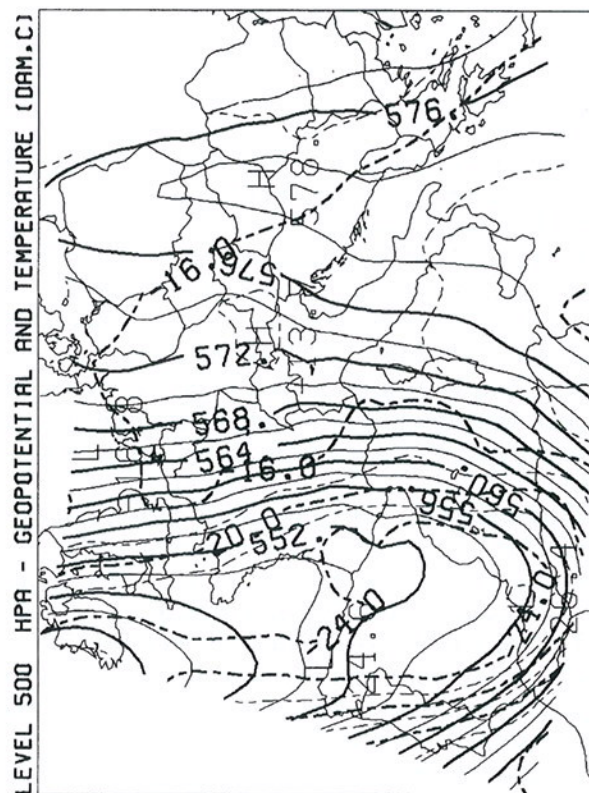 LEVEL 500 HPA - GEOPOTENTIAL AND TEMPERATURE (DAM,C)
576.
H
578.
16.0
576
H
572.
568.
L
564
16.0
560.
556
20.0
552.
24.0
L
24.0